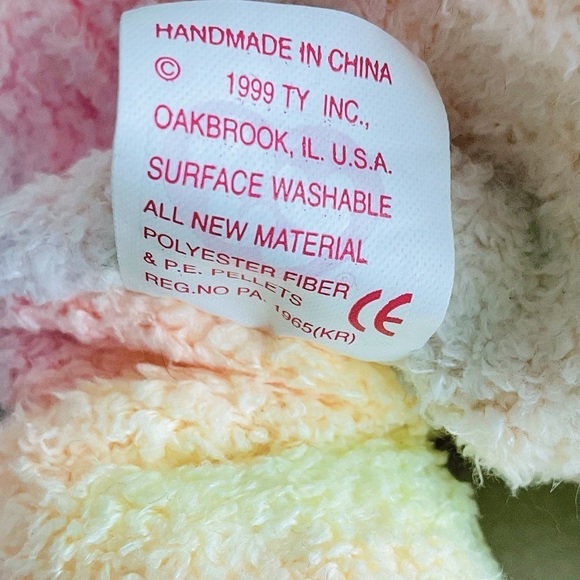 HANDMADE IN CHINA
© 1999 TY INC.,
OAKBROOK, IL. U.S.A.
SURFACE WASHABLE
ALL NEW MATERIAL
POLYESTER FIBER
& P.E. PELLETS
REG.NO PA. 1965(KR)
CE